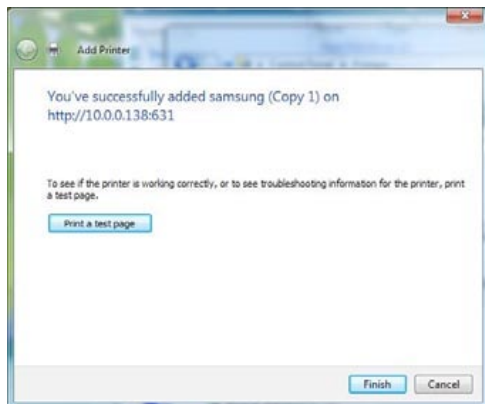 Add Printer
You've successfully added samsung (Copy 1) on
http://10.0.0.138:631
To see if the printer is working correctly, or to see troubleshooting information for the printer, print
a test page.
Print a test page
Finish
Cancel